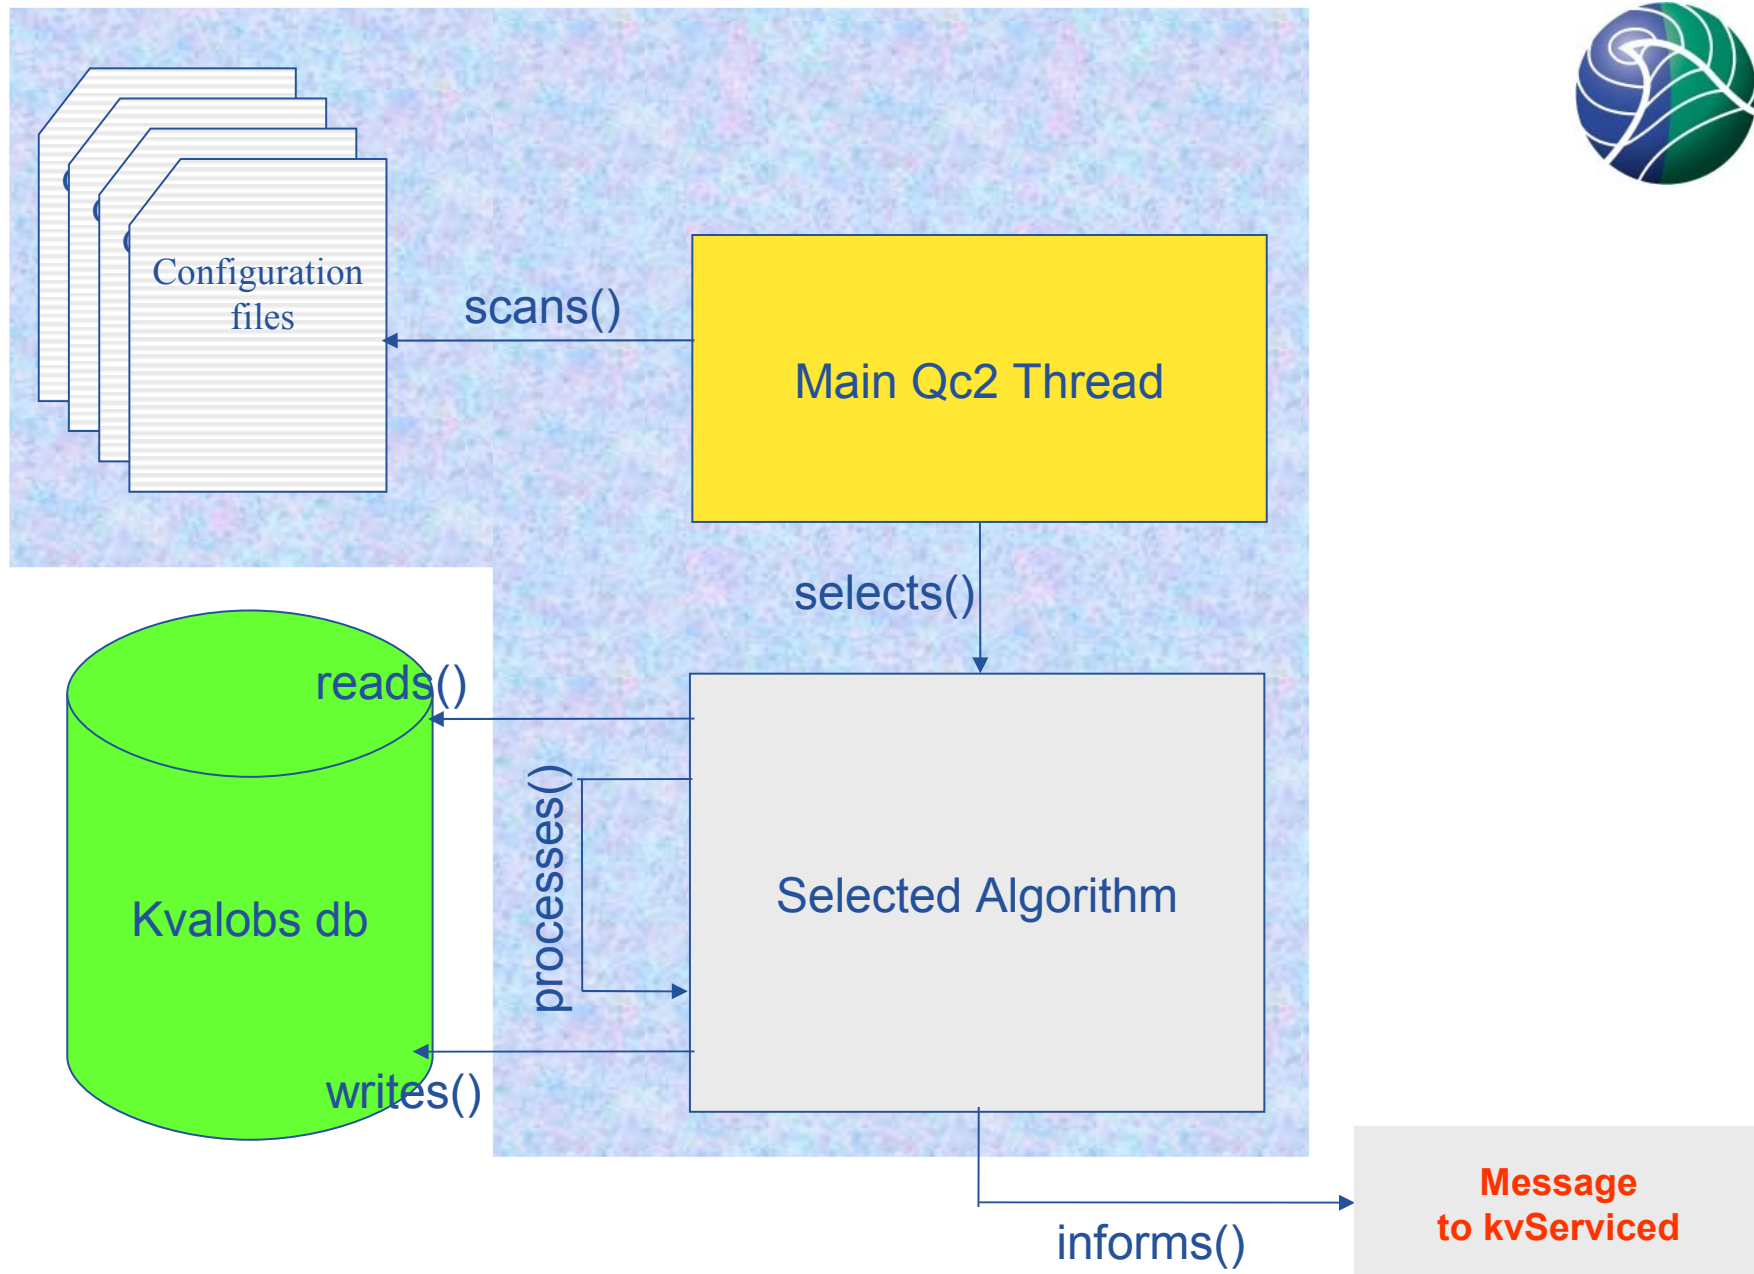 Configuration
files
scans()
Main Qc2 Thread
selects()
reads()
processes()
Kvalobs db
Selected Algorithm
writes()
informs()
Message
to kvServiced